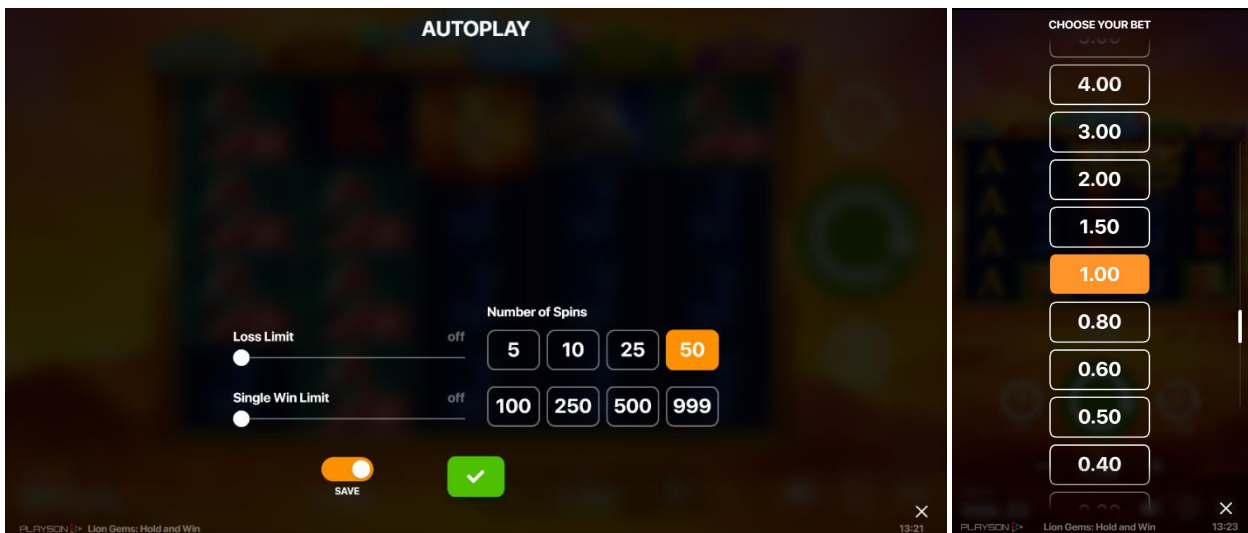 AUTOPLAY
Number of Spins
Loss Limit off
5 10 25 50
Single Win Limit off
100 250 500 999
SAVE
PLAYSON Lion Gems: Hold and Win 13:21
CHOOSE YOUR BET
4.00
3.00
2.00
1.50
1.00
0.80
0.60
0.50
0.40
PLAYSON Lion Gems: Hold and Win 13:23